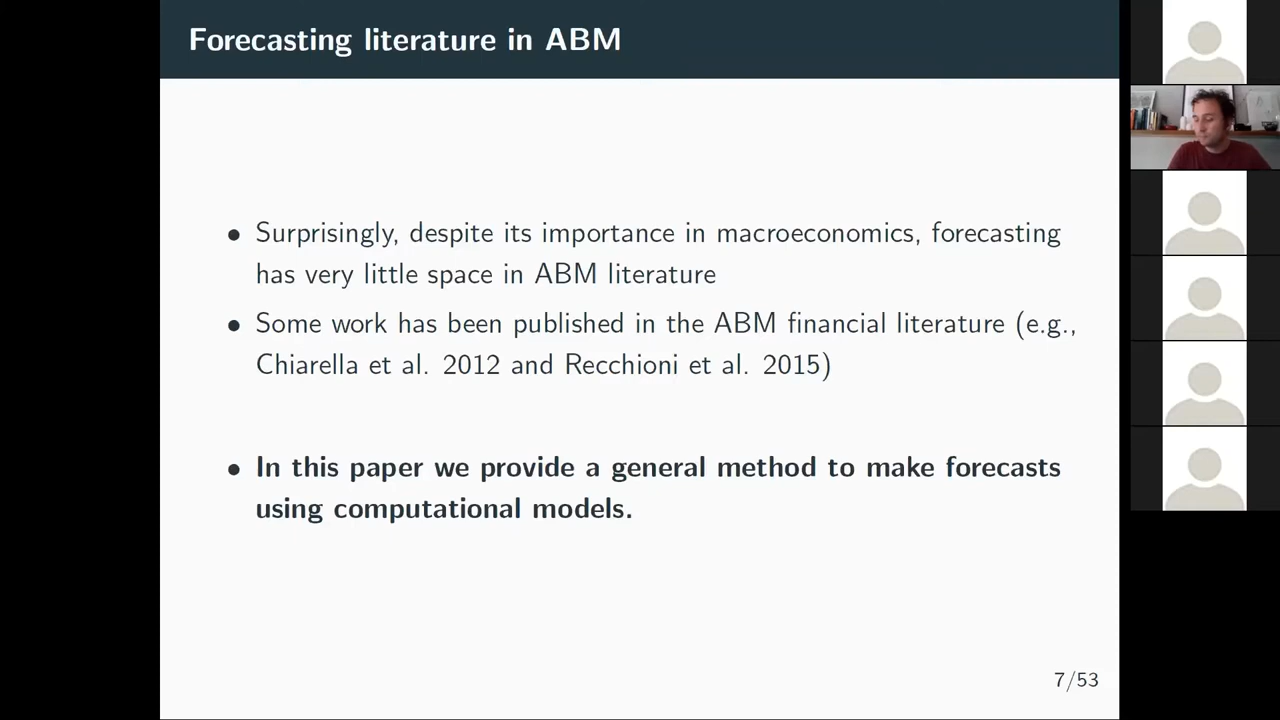 Forecasting literature in ABM
• Surprisingly, despite its importance in macroeconomics, forecasting
has very little space in ABM literature
• Some work has been published in the ABM financial literature (e.g.,
Chiarella et al. 2012 and Recchioni et al. 2015)
• In this paper we provide a general method to make forecasts
using computational models.
7/53